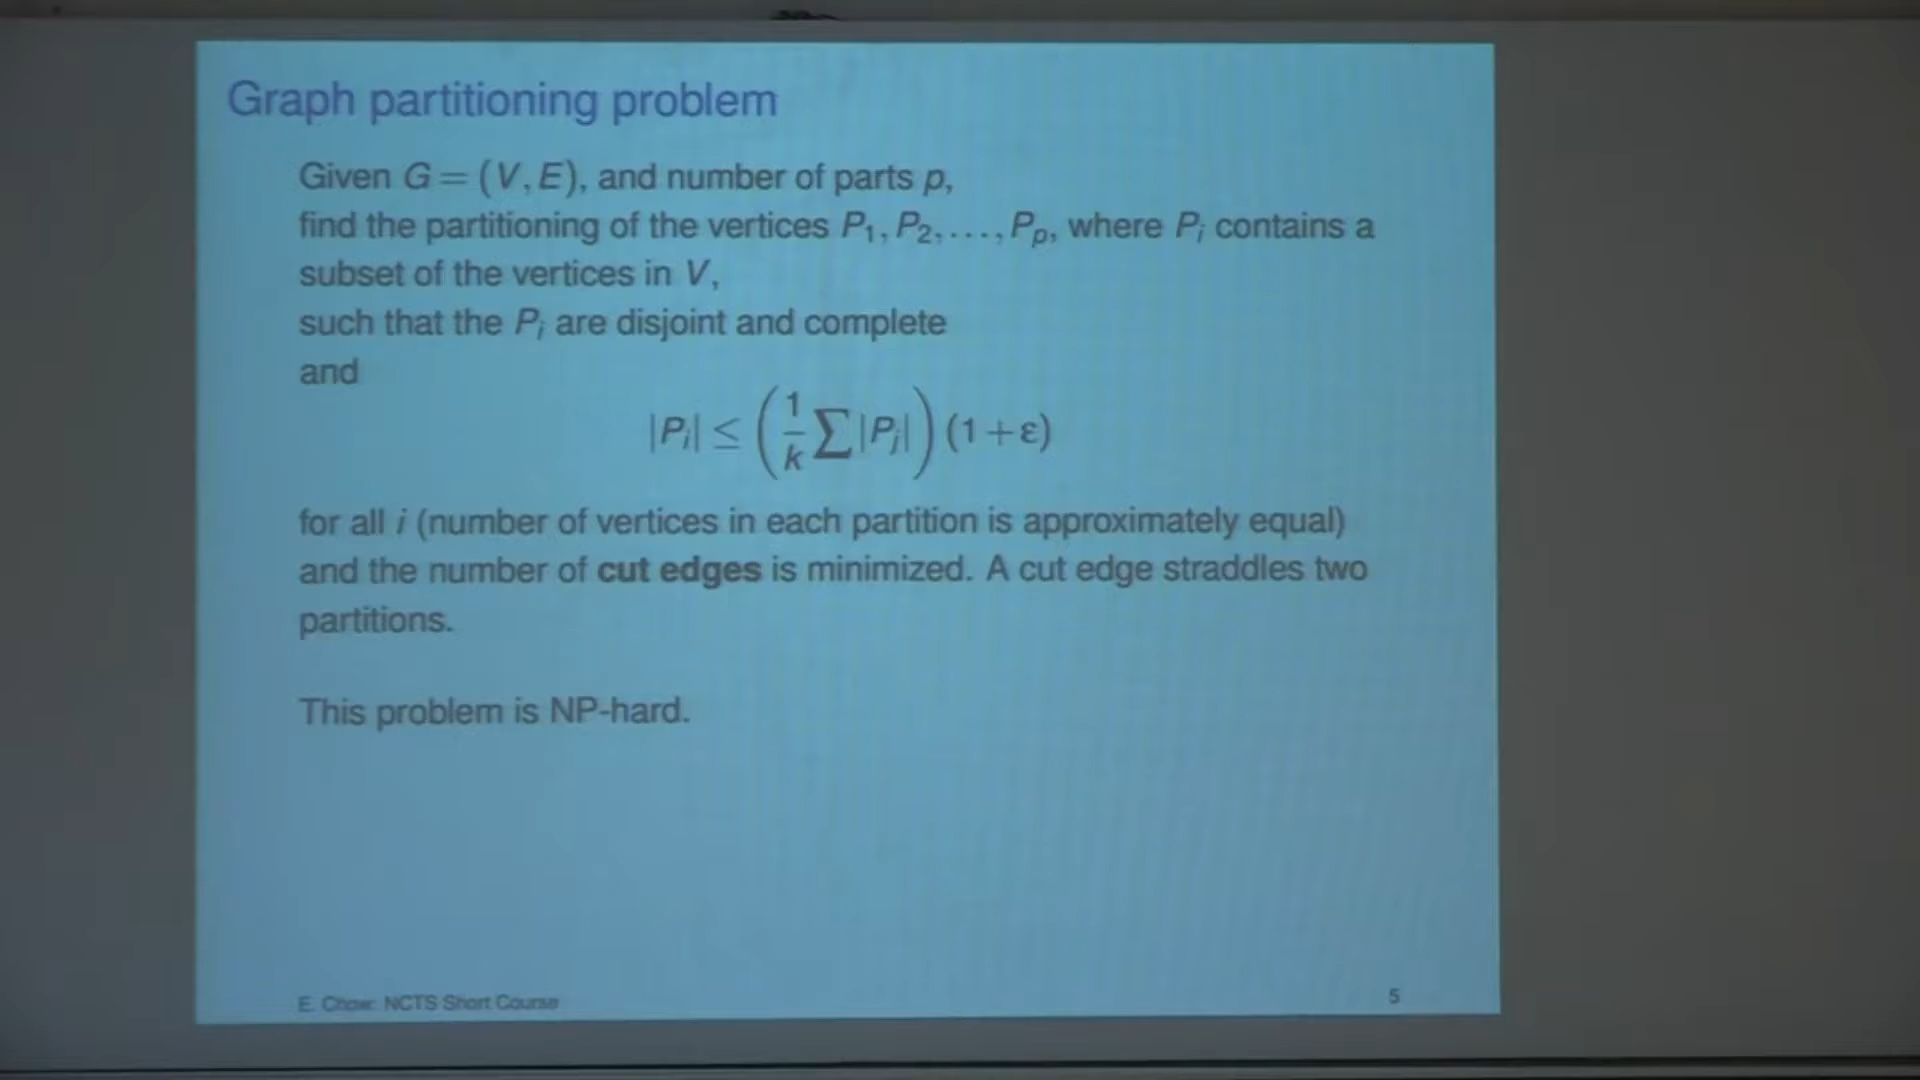 Graph partitioning problem
Given G = (V, E), and number of parts p,
find the partitioning of the vertices P₁, P₂, …, Pₚ, where Pᵢ contains a
subset of the vertices in V,
such that the Pᵢ are disjoint and complete
and
|Pᵢ| ≤ (1/k ∑ |Pⱼ|) (1 + ε)
for all i (number of vertices in each partition is approximately equal)
and the number of cut edges is minimized. A cut edge straddles two
partitions.
This problem is NP-hard.
E. Chow: NCTS Short Course
5